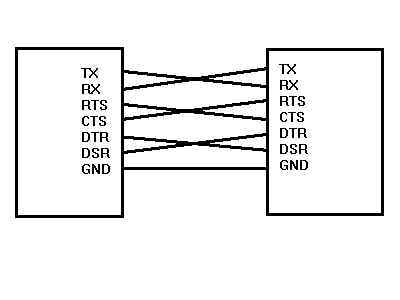 TX
RX
RTS
CTS
DTR
DSR
GND
TX
RX
RTS
CTS
DTR
DSR
GND